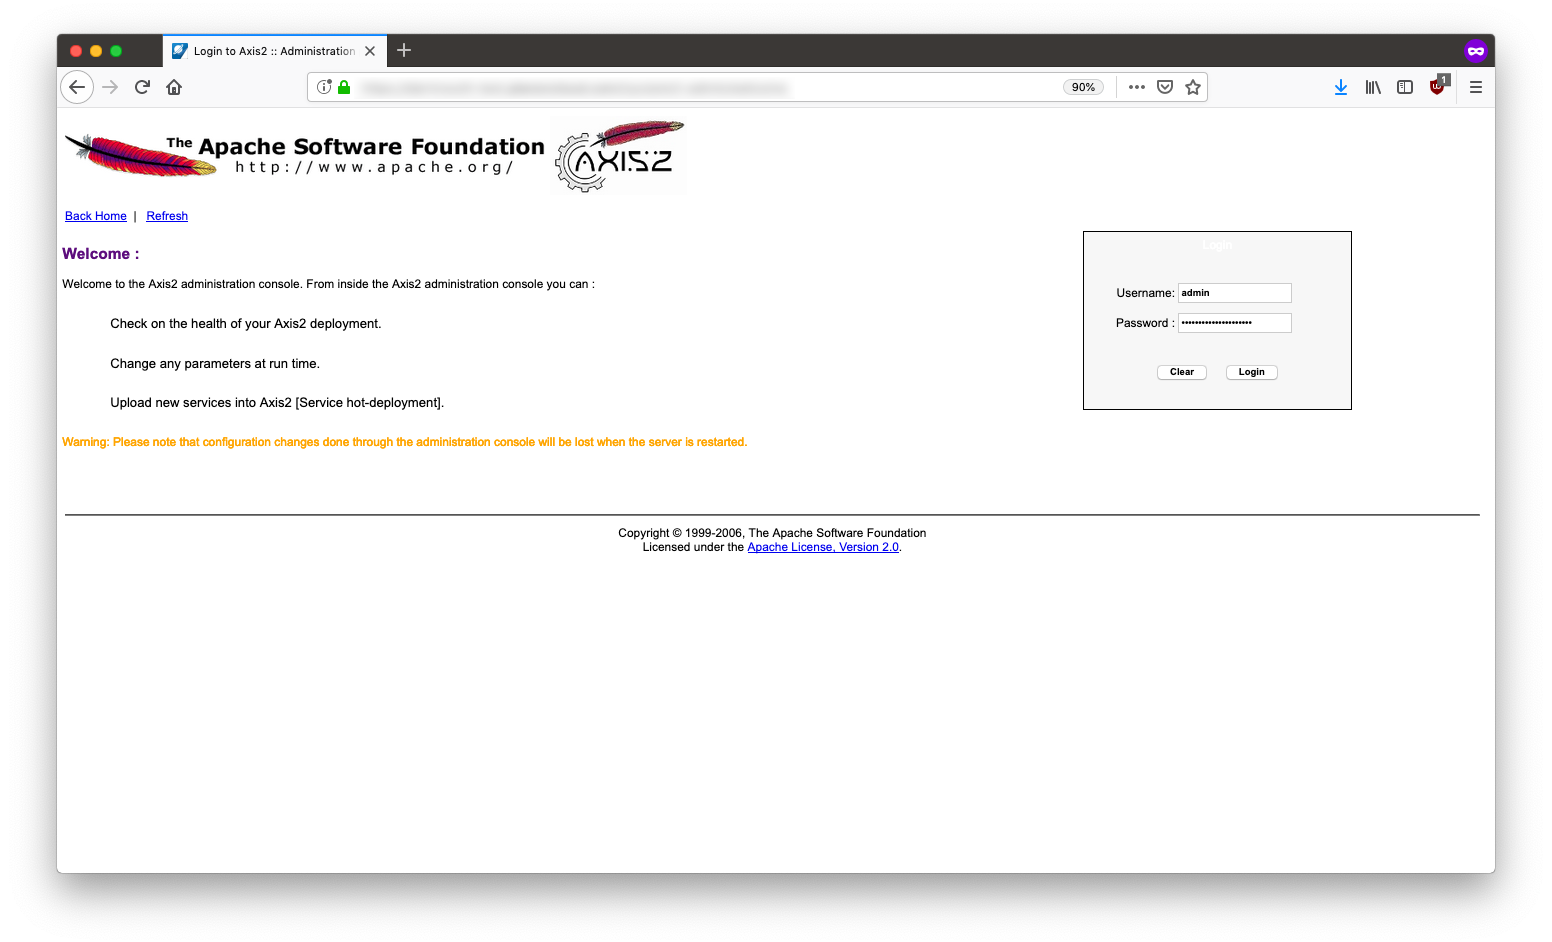 Login to Axis2 :: Administration
90%
1
The Apache Software Foundation
http://www.apache.org/
AXIS2
Back Home | Refresh
Welcome :
Login
Welcome to the Axis2 administration console. From inside the Axis2 administration console you can :
Username: admin
Check on the health of your Axis2 deployment.
Password : •••••••••••••••••••••
Change any parameters at run time.
Clear Login
Upload new services into Axis2 [Service hot-deployment].
Warning: Please note that configuration changes done through the administration console will be lost when the server is restarted.
Copyright © 1999-2006, The Apache Software Foundation
Licensed under the Apache License, Version 2.0.